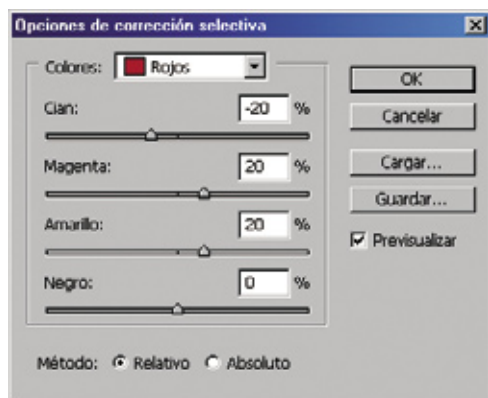 Opciones de corrección selectiva
Colores: Rojos
OK
Cian: -20 %
Cancelar
Magenta: 20 %
Cargar...
Guardar...
Amarillo: 20 %
Previsualizar
Negro: 0 %
Método: Relativo Absoluto